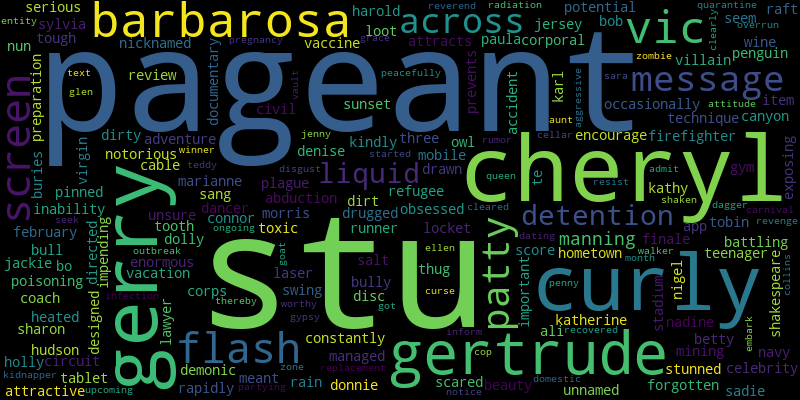 serious
entity
sylvia
tough
barbarosa
nicknamed
harold
loot
vaccine
reverend
radiation
across
attracts
jersey
paula
corporal
potential
bob
vic
clearly
quarantine
seem
overrun
raft
wine
penguin
villain
nun
preparation
text
glen
review
documentary
pregnancy
grace
pageant
peacefully
prevents
zombie
sara
message
attitude
item
screen
buries
dirty
adventure
vault
civil
sunset
accident
karl
aggressive
occasionally
technique
canyon
aunt
virgin
notorious
winner
teddy
cable
jenny
disgust
denise
started
kindly
three
owl
rumor
cellar
encourage
firefighter
gym
exposing
pinned
marianne
sang
plague
liquid
mobile
drawn
queen
te
resist
cheryl
admit
kathy
shaken
inability
february
gerry
unsure
dancer
abduction
refugee
drugged
obsessed
cleared
detention
dagger
carnival
seek
directed
impending
tooth
connor
morris
dirt
runner
locket
patty
dating
score
manning
app
tobin
finale
revenge
bull
jackie
bo
dolly
ongoing
toxic
stu
goat
ellen
salt
hometown
walker
month
battling
teenager
poisoning
outbreak
enormous
vacation
laser
thug
curse
important
curly
stadium
nigel
shakespeare
coach
heated
designed
infection
corps
thereby
swing
worthy
gypsy
disc
bully
got
penny
all
katherine
recovered
nadine
collins
sharon
hudson
lawyer
flash
constantly
inform
gertrude
betty
embark
navy
holly
circuit
demonic
zone
managed
cop
mining
stunned
celebrity
kidnapper
tablet
meant
rain
replacement
scared
beauty
domestic
attractive
upcoming
rapidly
partying
donnie
notice
unnamed
forgotten
sadie